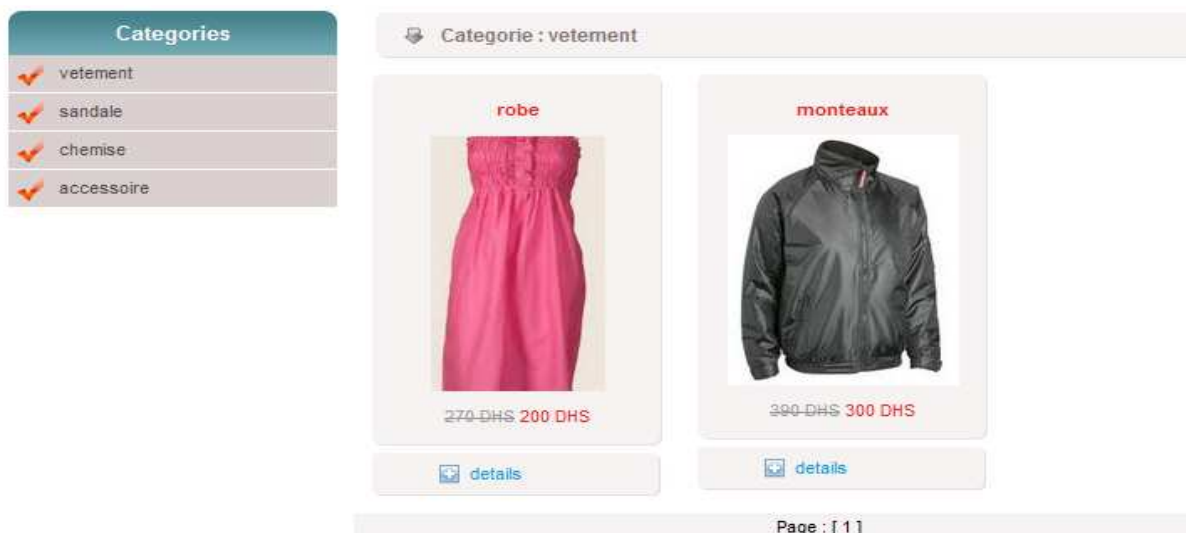 Categories
vetement
sandale
chemise
accessoire
Categorie : vetement
robe
270 DHS 200 DHS
details
monteaux
390 DHS 300 DHS
details
Page : [ 1 ]